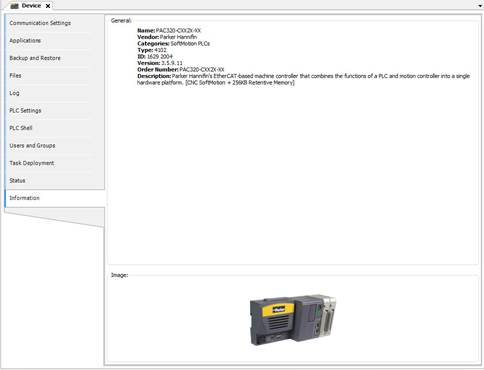 Device X
Communication Settings
Applications
Backup and Restore
Files
Log
PLC Settings
PLC Shell
Users and Groups
Task Deployment
Status
Information
General:
Name: PAC320-CXX2X-XX
Vendor: Parker Hannifin
Categories: SoftMotion PLCs
Type: 4102
ID: 1629 2004
Version: 3.5.9.11
Order Number: PAC320-CXX2X-XX
Description: Parker Hannifin's EtherCAT-based machine controller that combines the functions of a PLC and motion controller into a single
hardware platform. [CNC SoftMotion + 256KB Retentive Memory]
Image:
Parker